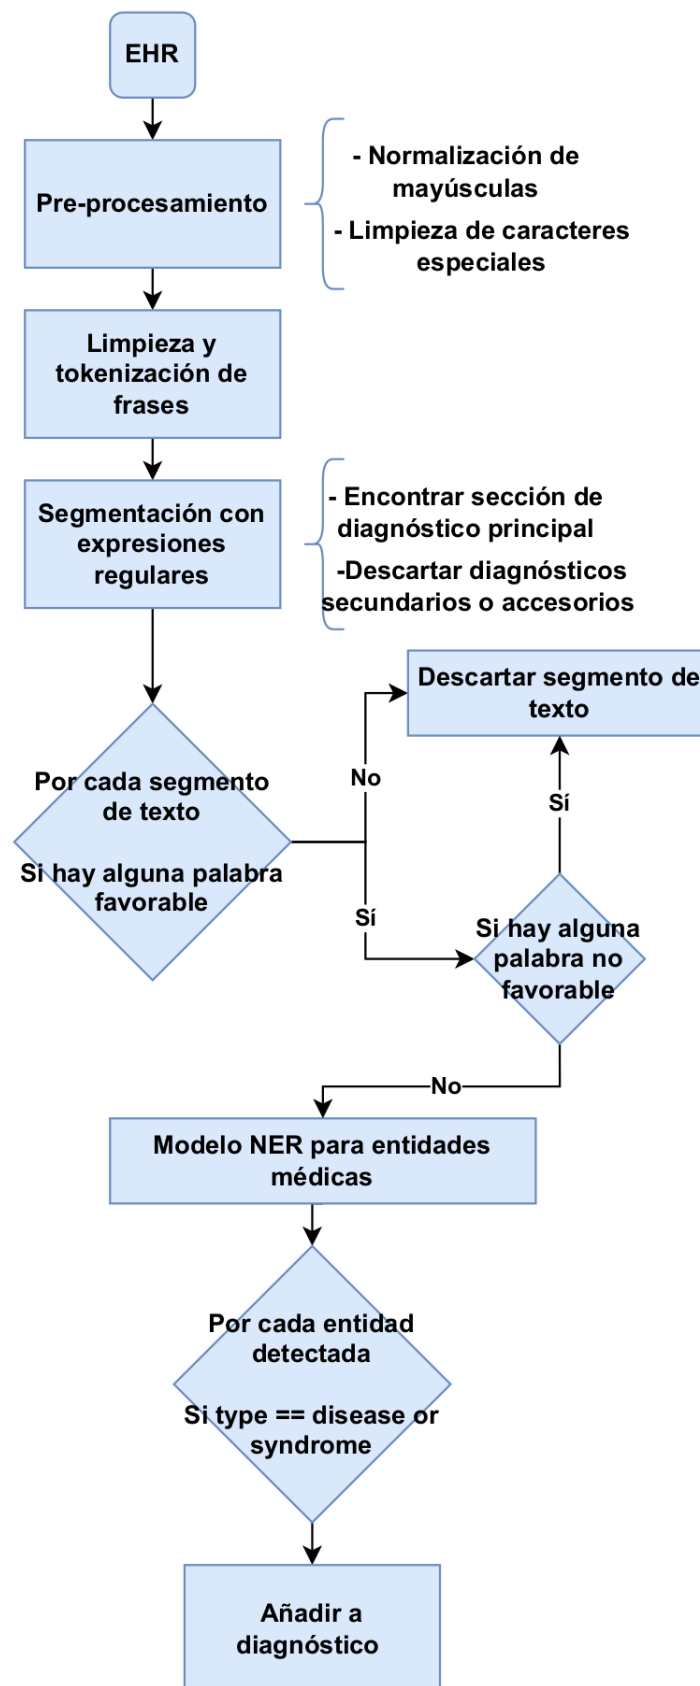 EHR
Pre-procesamiento
- Normalización de
mayúsculas
- Limpieza de caracteres
especiales
Limpieza y
tokenización de
frases
Segmentación con
expresiones
regulares
- Encontrar sección de
diagnóstico principal
-Descartar diagnósticos
secundarios o accesorios
Descartar segmento de
texto
Por cada segmento
de texto
Si hay alguna palabra
favorable
No
Sí
Sí
Si hay alguna
palabra no
favorable
No
Modelo NER para entidades
médicas
Por cada entidad
detectada
Si type == disease or
syndrome
Añadir a
diagnóstico